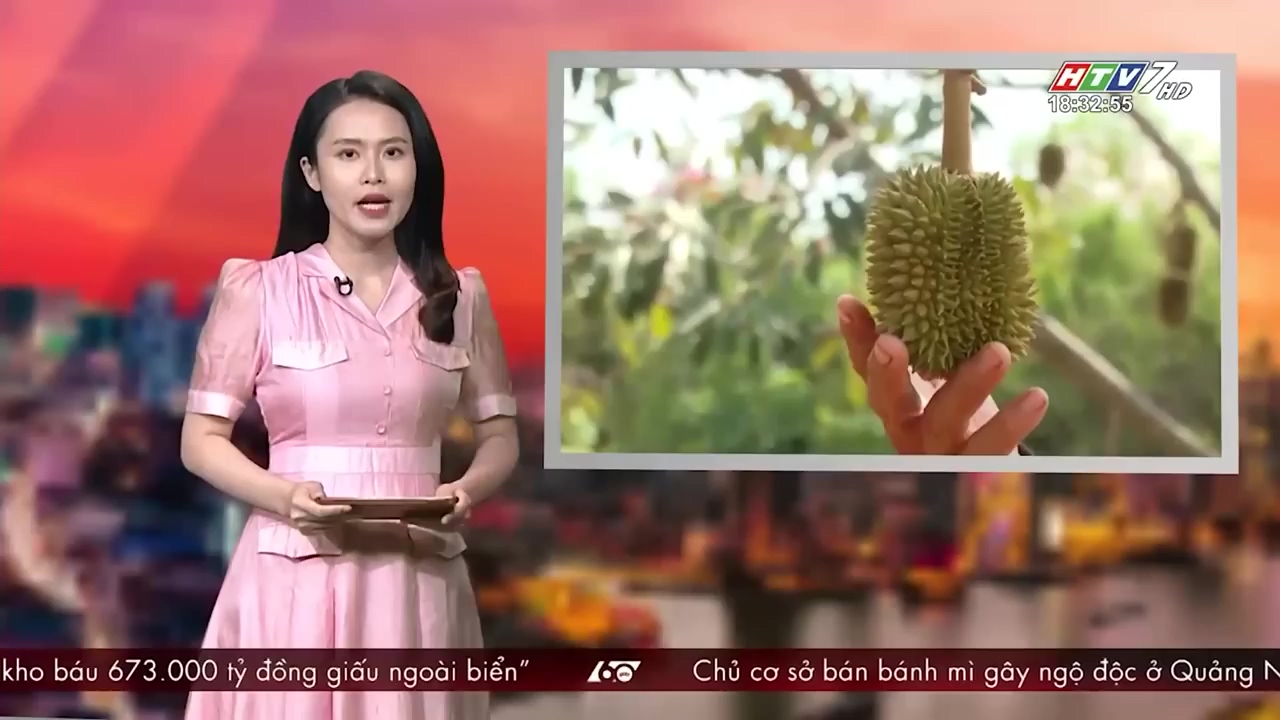 HTV7 HD
18:32:55
kho báu 673.000 tỷ đồng giấu ngoài biển”
60 Chủ cơ sở bán bánh mì gây ngộ độc ở Quảng N